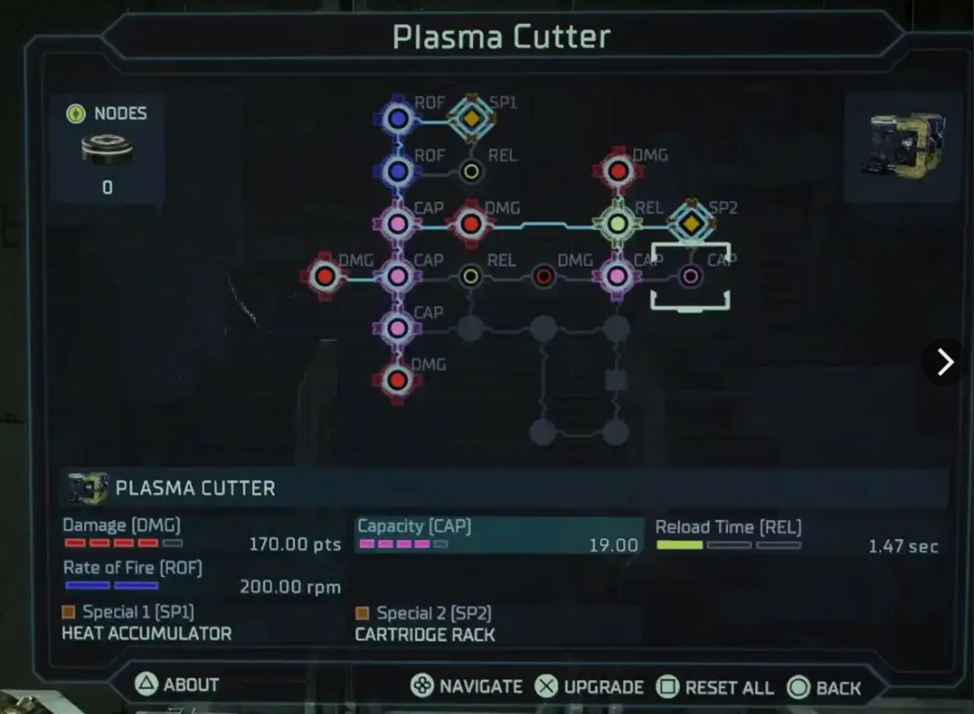 Plasma Cutter
NODES
0
ROF SP1
ROF REL DMG
CAP DMG REL SP2
DMG CAP REL DMG CAP CAP
CAP
DMG
PLASMA CUTTER
Damage [DMG] 170.00 pts
Capacity [CAP] 19.00
Reload Time [REL] 1.47 sec
Rate of Fire [ROF] 200.00 rpm
Special 1 [SP1]
HEAT ACCUMULATOR
Special 2 [SP2]
CARTRIDGE RACK
ABOUT NAVIGATE UPGRADE RESET ALL BACK